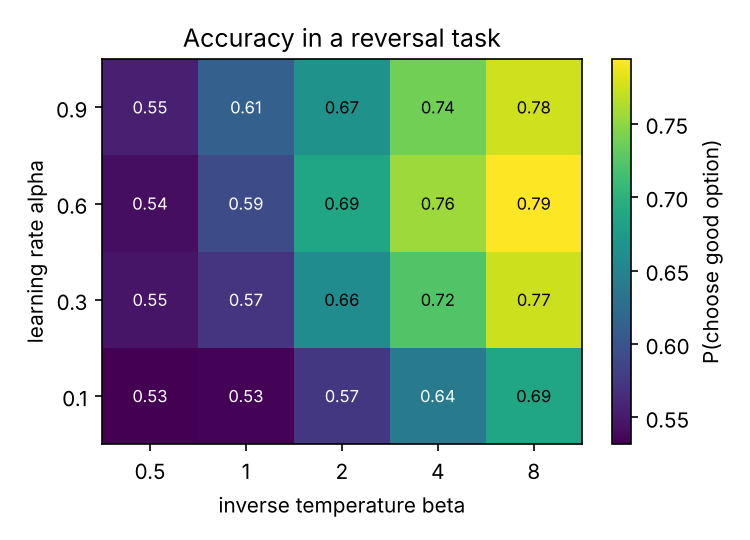 Accuracy in a reversal task
learning rate alpha
0.9
0.55 0.61 0.67 0.74 0.78
0.6
0.54 0.59 0.69 0.76 0.79
0.3
0.55 0.57 0.66 0.72 0.77
0.1
0.53 0.53 0.57 0.64 0.69
0.5 1 2 4 8
inverse temperature beta
0.75
0.70
0.65
0.60
0.55
P(choose good option)